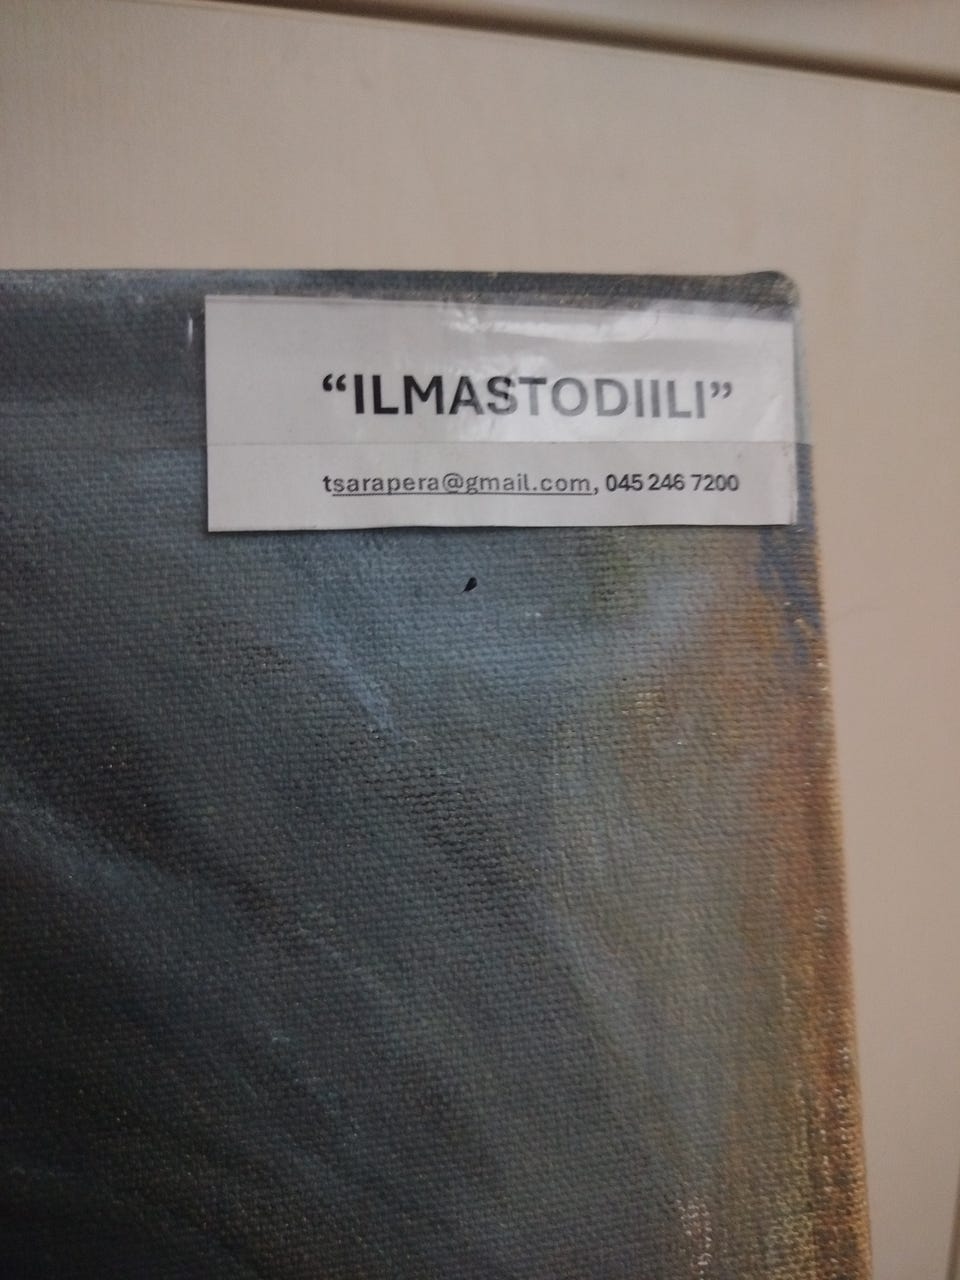 “ILMASTODIILI”
tsarapera@gmail.com, 045 246 7200